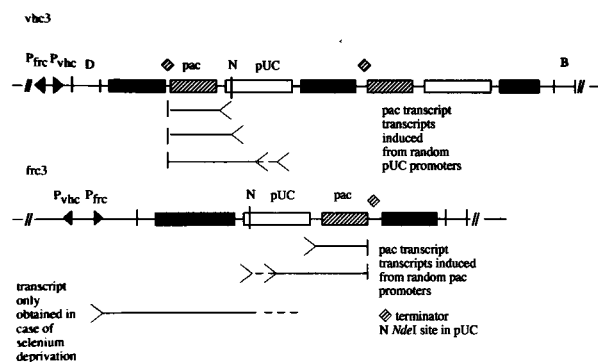 vhc3
Pfrc Pvhc D pac N pUC B
pac transcript
transcripts
induced
from random
pUC promoters
frc3
Pvhc Pfrc N pUC pac
pac transcript
transcripts induced
from random pac
promoters
transcript
only
obtained in
case of
selenium
deprivation
terminator
N NdeI site in pUC